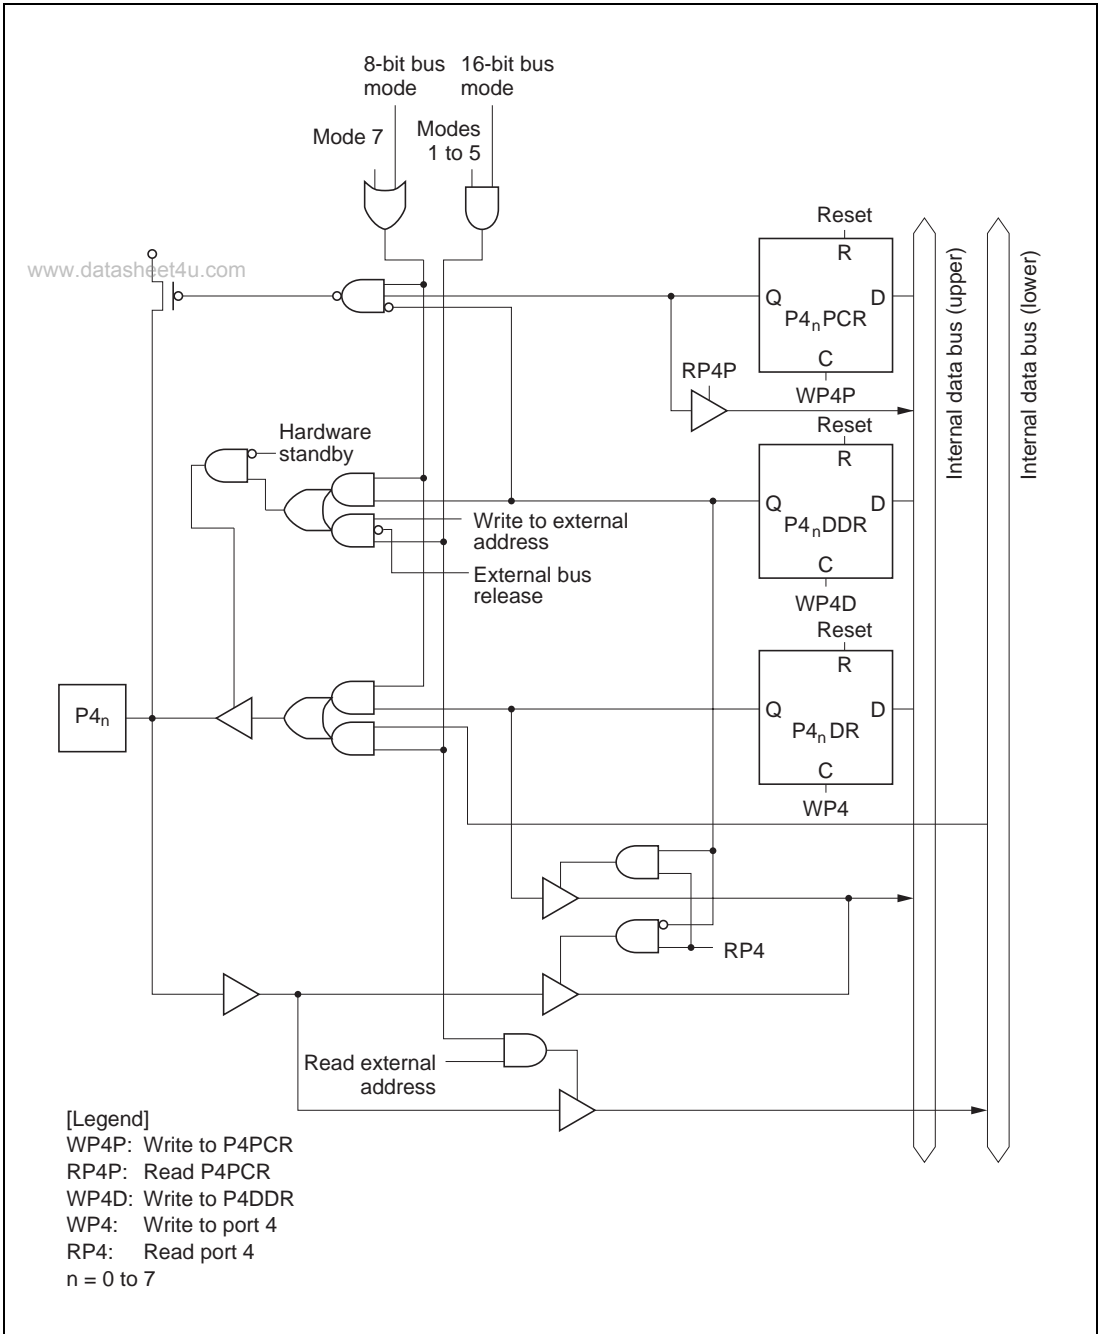 8-bit bus
mode
16-bit bus
mode
Mode 7
Modes
1 to 5
www.datasheet4u.com
Reset
R
Q
D
P4nPCR
C
WP4P
RP4P
Internal data bus (upper)
Internal data bus (lower)
Hardware
standby
Reset
R
Q
D
P4nDDR
C
WP4D
Write to external
address
External bus
release
Reset
R
Q
D
P4nDR
C
WP4
P4n
RP4
Read external
address
[Legend]
WP4P: Write to P4PCR
RP4P: Read P4PCR
WP4D: Write to P4DDR
WP4: Write to port 4
RP4: Read port 4
n = 0 to 7